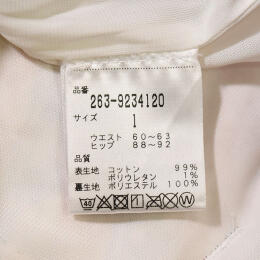 品番
263-9234120
サイズ
1
ウエスト 60~63
ヒップ 88~92
品質
表生地 コットン 99%
ポリウレタン 1%
裏生地 ポリエステル 100%
40